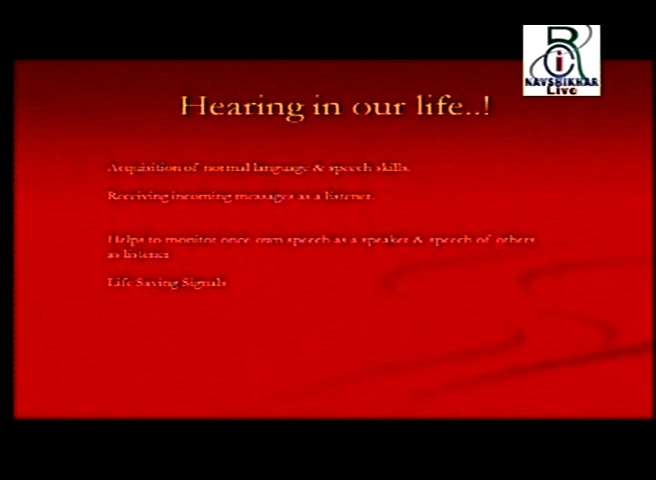 R
C
i
NAVSHIKHAR
Live
Hearing in our life..!
Acquisition of normal language & speech skills.
Receiving incoming messages as a listener.
Helps to monitor once own speech as a speaker & speech of others
as listener
Life Saving Signals